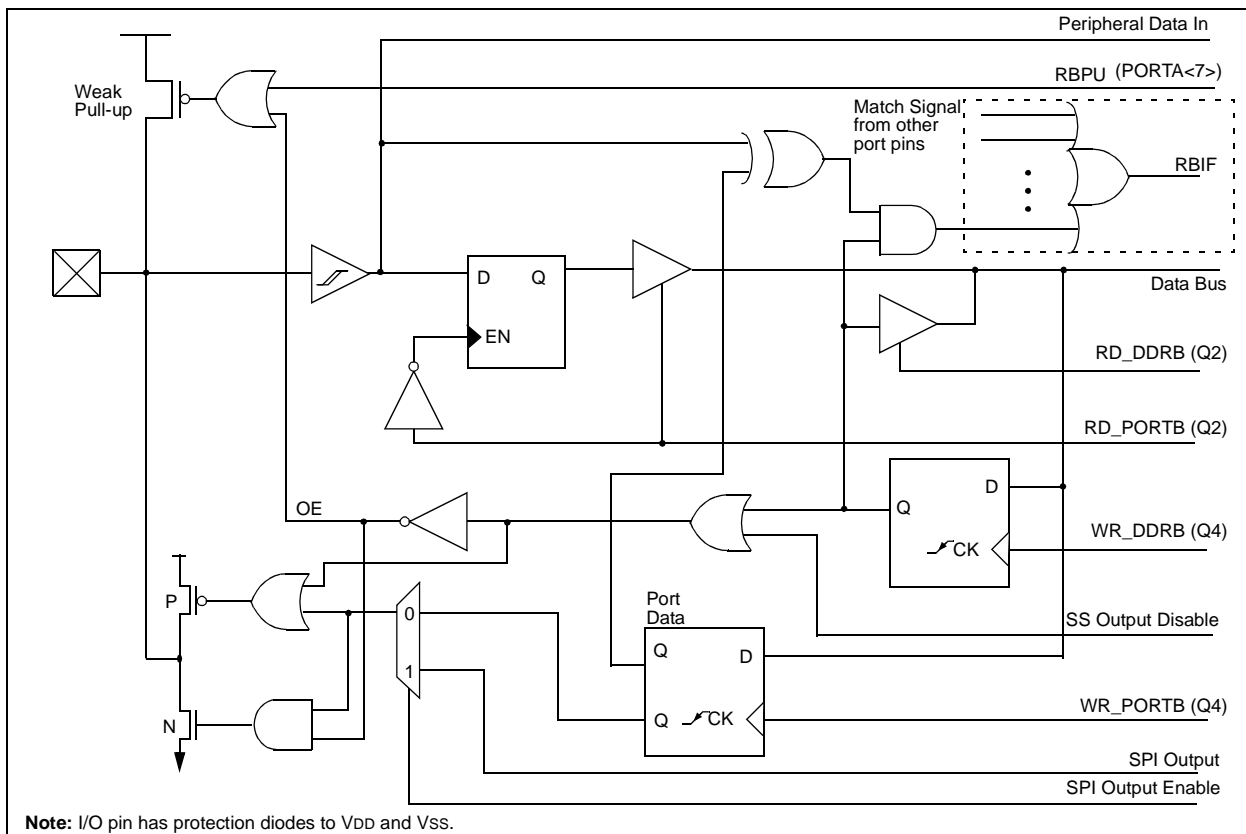 Peripheral Data In
RBPU (PORTA<7>)
Weak
Pull-up
Match Signal
from other
port pins
RBIF
D Q
EN
Data Bus
RD_DDRB (Q2)
RD_PORTB (Q2)
OE
Q D
CK
WR_DDRB (Q4)
P
0
1
Port
Data
SS Output Disable
Q D
N
Q CK
WR_PORTB (Q4)
SPI Output
SPI Output Enable
Note: I/O pin has protection diodes to VDD and VSS.